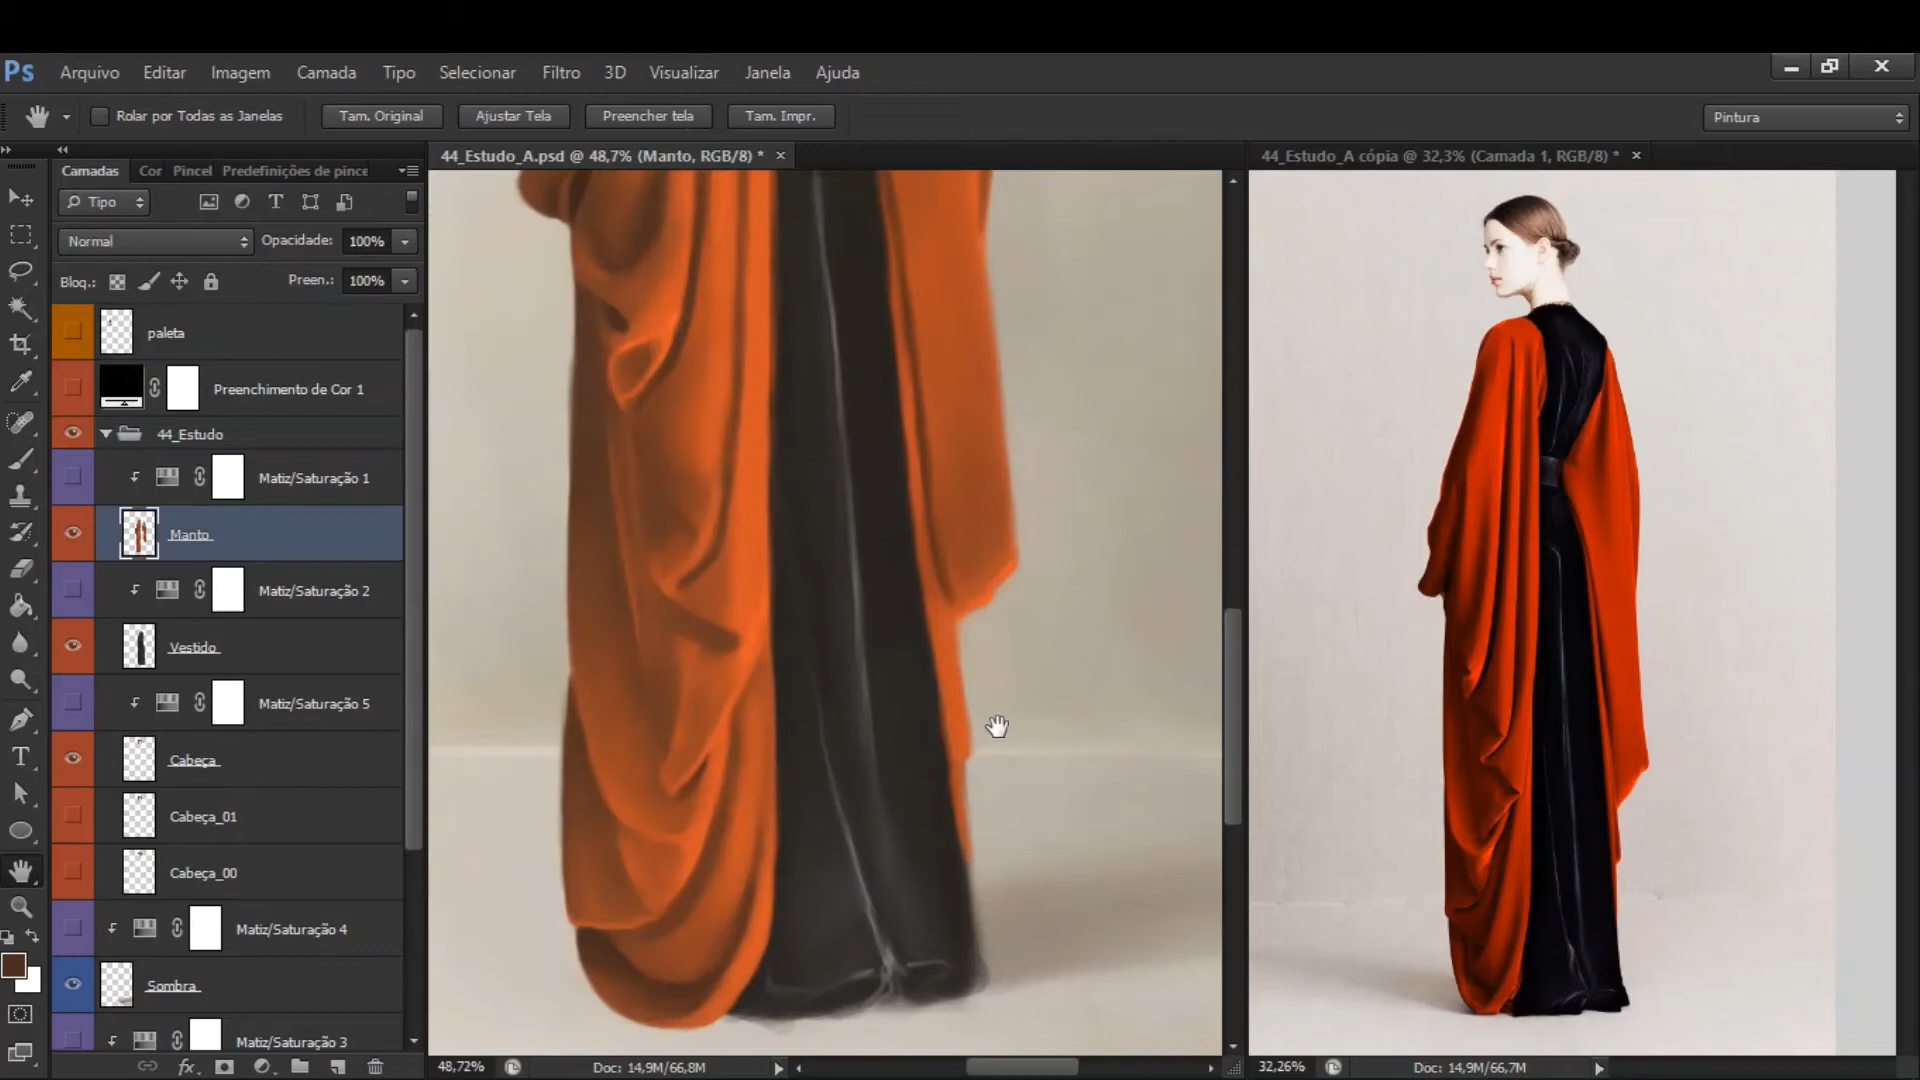 Ps Arquivo Editar Imagem Camada Tipo Selecionar Filtro 3D Visualizar Janela Ajuda
Rolar por Todas as Janelas Tam. Original Ajustar Tela Preencher tela Tam. Impr. Pintura
Camadas Cor Pincel Predefinições de pince
44_Estudo_A.psd @ 48,7% (Manto, RGB/8) *
44_Estudo_A cópia @ 32,3% (Camada 1, RGB/8) *
Tipo
Normal Opacidade: 100%
Bloq.: Preen.: 100%
paleta
Preenchimento de Cor 1
44_Estudo
Matiz/Saturação 1
Manto
Matiz/Saturação 2
Vestido
Matiz/Saturação 5
Cabeça
Cabeça_01
Cabeça_00
Matiz/Saturação 4
Sombra
Matiz/Saturação 3
fx
48,72% Doc: 14,9M/66,8M
32,26% Doc: 14,9M/66,7M